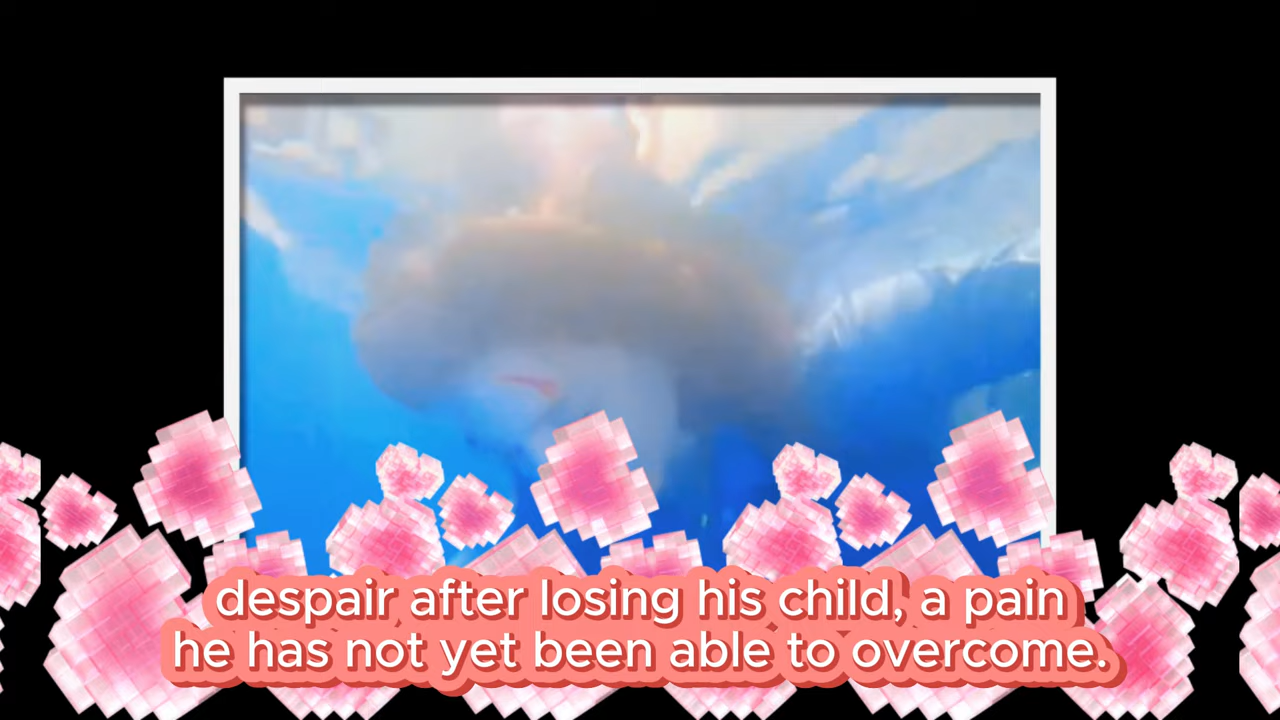 despair after losing his child, a pain
he has not yet been able to overcome.